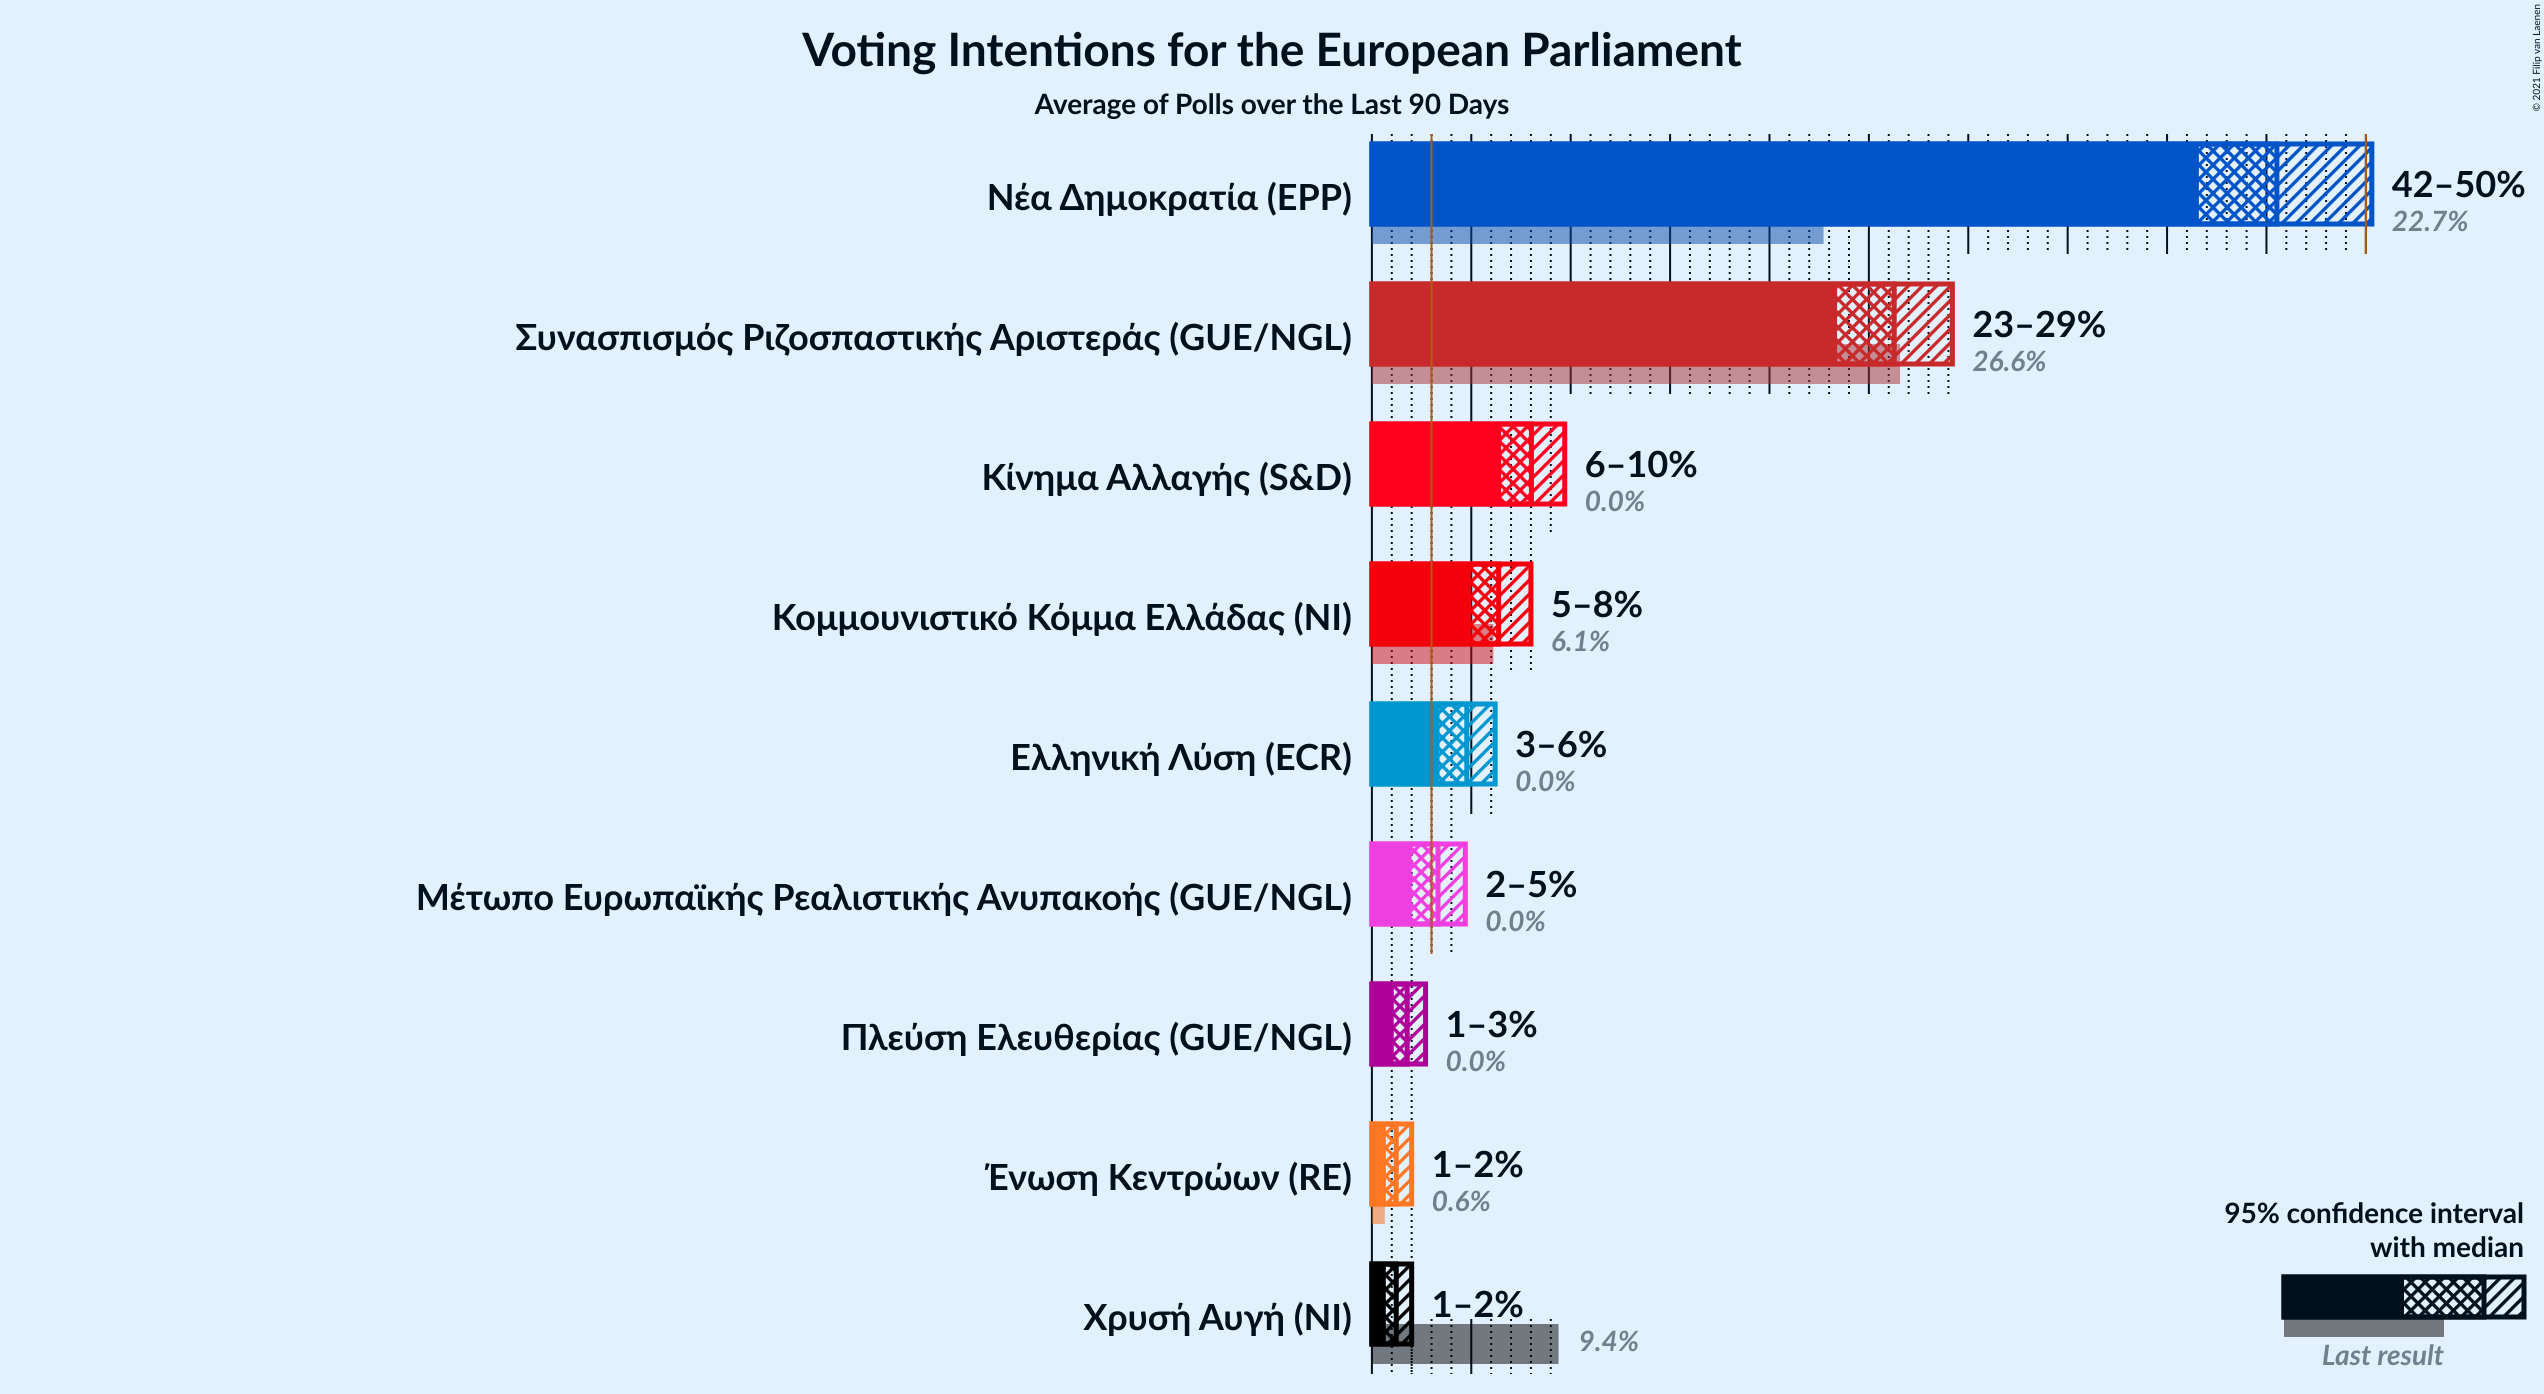 © 2021 Filip van Laenen
Voting Intentions for the European Parliament
Average of Polls over the Last 90 Days
Νέα Δημοκρατία (EPP)
42–50%
22.7%
Συνασπισμός Ριζοσπαστικής Αριστεράς (GUE/NGL)
23–29%
26.6%
Κίνημα Αλλαγής (S&D)
6–10%
0.0%
Κομμουνιστικό Κόμμα Ελλάδας (NI)
5–8%
6.1%
Ελληνική Λύση (ECR)
3–6%
0.0%
Μέτωπο Ευρωπαϊκής Ρεαλιστικής Ανυπακοής (GUE/NGL)
2–5%
0.0%
Πλεύση Ελευθερίας (GUE/NGL)
1–3%
0.0%
Ένωση Κεντρώων (RE)
1–2%
0.6%
Χρυσή Αυγή (NI)
1–2%
9.4%
95% confidence interval
with median
Last result